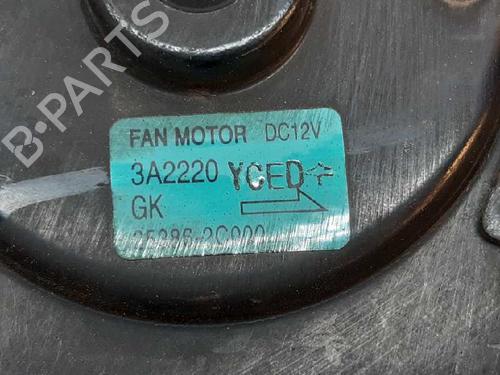 FAN MOTOR DC12V
3A2220 YCED
GK
B-PARTS